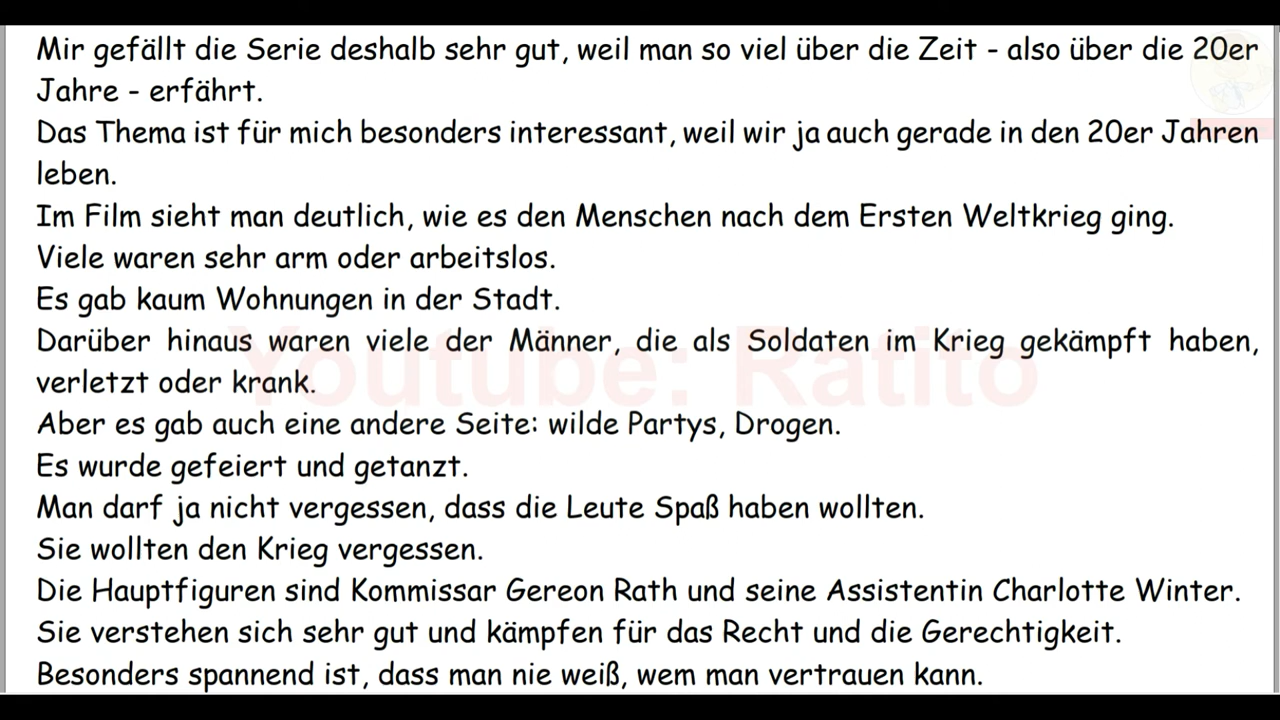 Mir gefällt die Serie deshalb sehr gut, weil man so viel über die Zeit - also über die 20er
Jahre - erfährt.
Das Thema ist für mich besonders interessant, weil wir ja auch gerade in den 20er Jahren
leben.
Im Film sieht man deutlich, wie es den Menschen nach dem Ersten Weltkrieg ging.
Viele waren sehr arm oder arbeitslos.
Es gab kaum Wohnungen in der Stadt.
Darüber hinaus waren viele der Männer, die als Soldaten im Krieg gekämpft haben,
verletzt oder krank.
Youtube: Ratito
Aber es gab auch eine andere Seite: wilde Partys, Drogen.
Es wurde gefeiert und getanzt.
Man darf ja nicht vergessen, dass die Leute Spaß haben wollten.
Sie wollten den Krieg vergessen.
Die Hauptfiguren sind Kommissar Gereon Rath und seine Assistentin Charlotte Winter.
Sie verstehen sich sehr gut und kämpfen für das Recht und die Gerechtigkeit.
Besonders spannend ist, dass man nie weiß, wem man vertrauen kann.